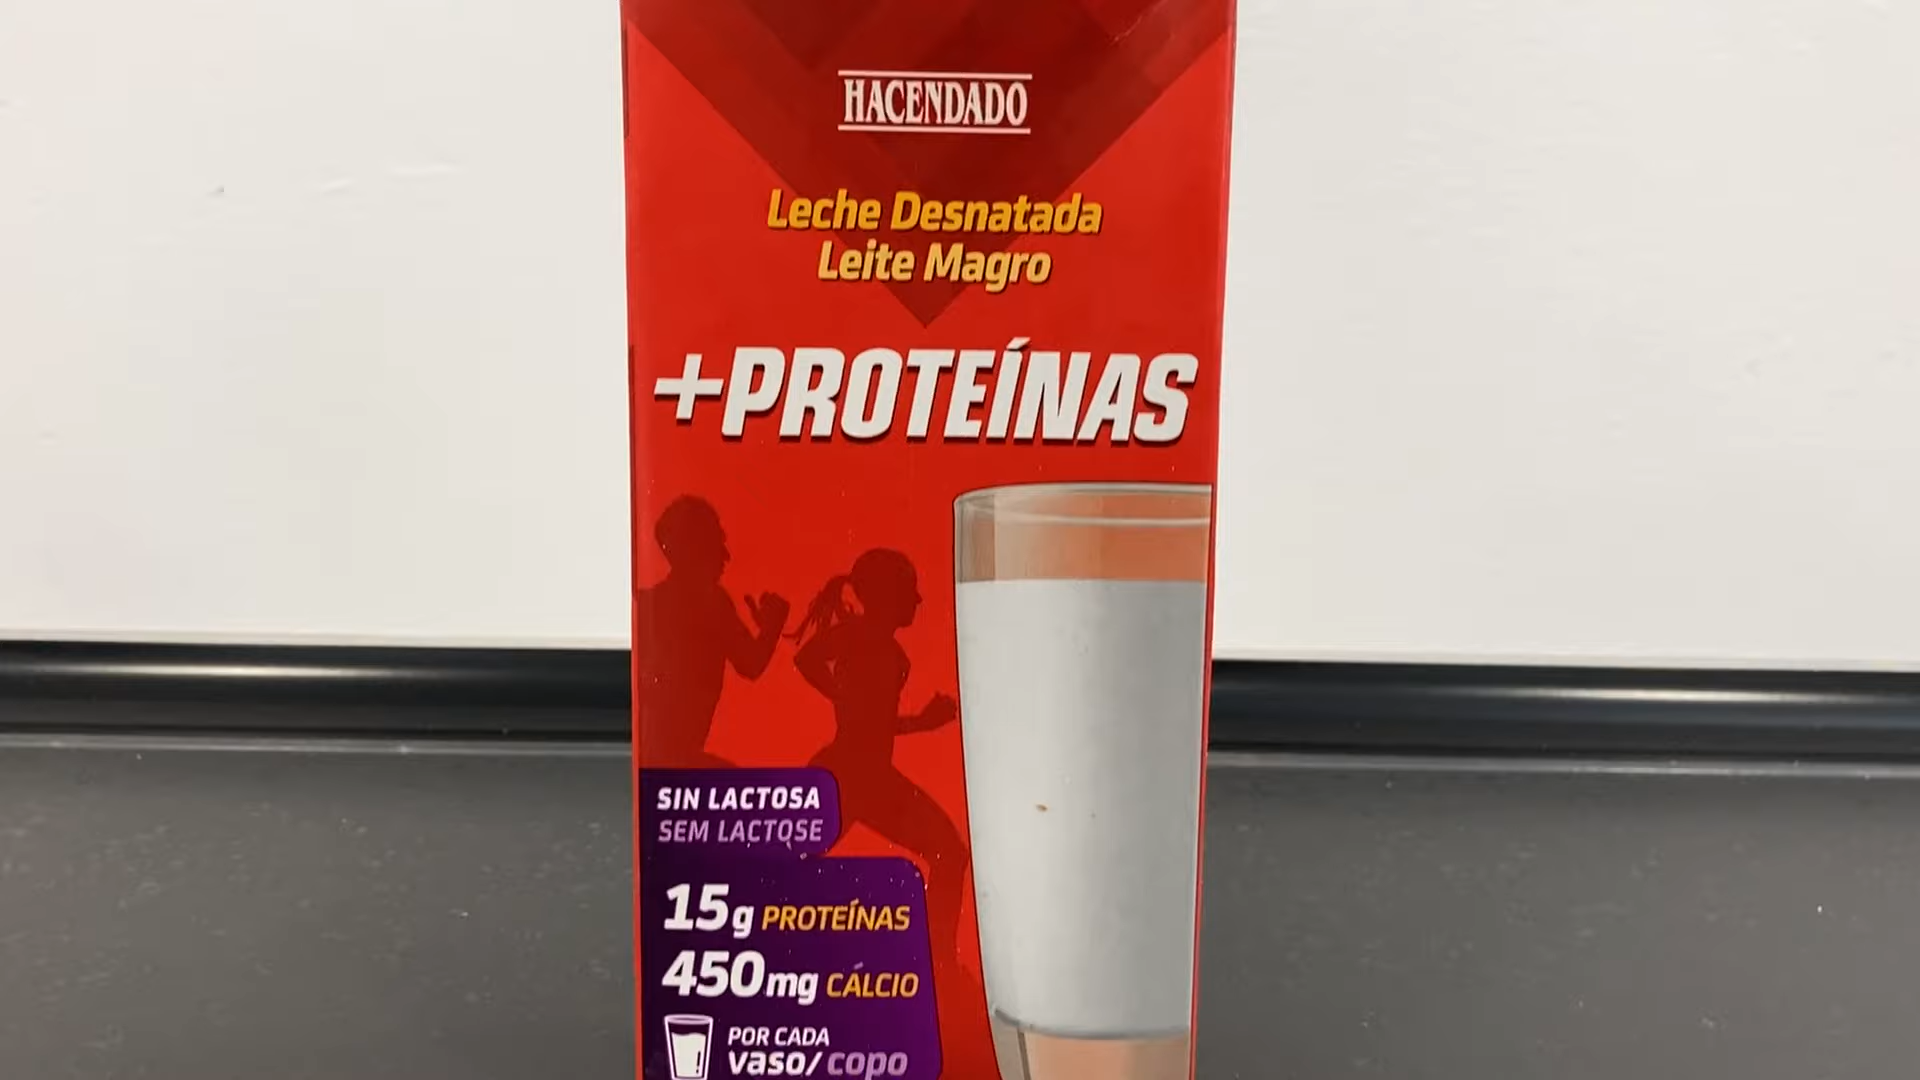 HACENDADO
Leche Desnatada
Leite Magro
+PROTEÍNAS
SIN LACTOSA
SEM LACTOSE
15g PROTEÍNAS
450mg CÁLCIO
POR CADA
vaso/copo